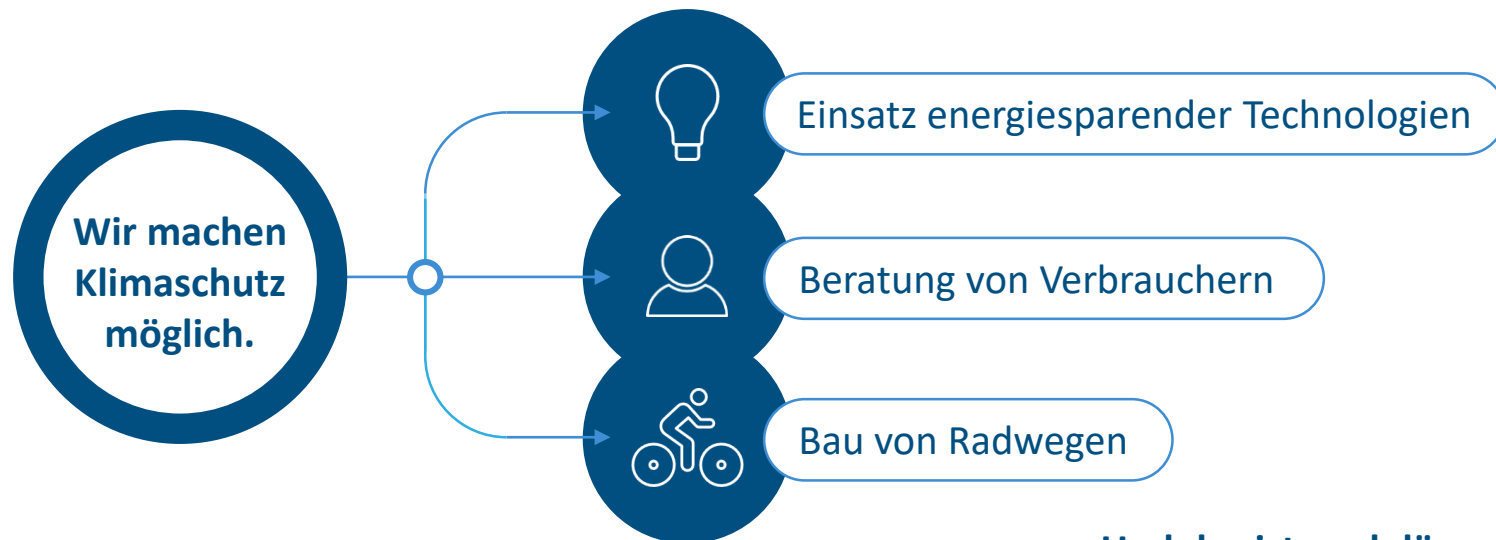 Wir machen
Klimaschutz
möglich.
Einsatz energiesparender Technologien
Beratung von Verbrauchern
Bau von Radwegen